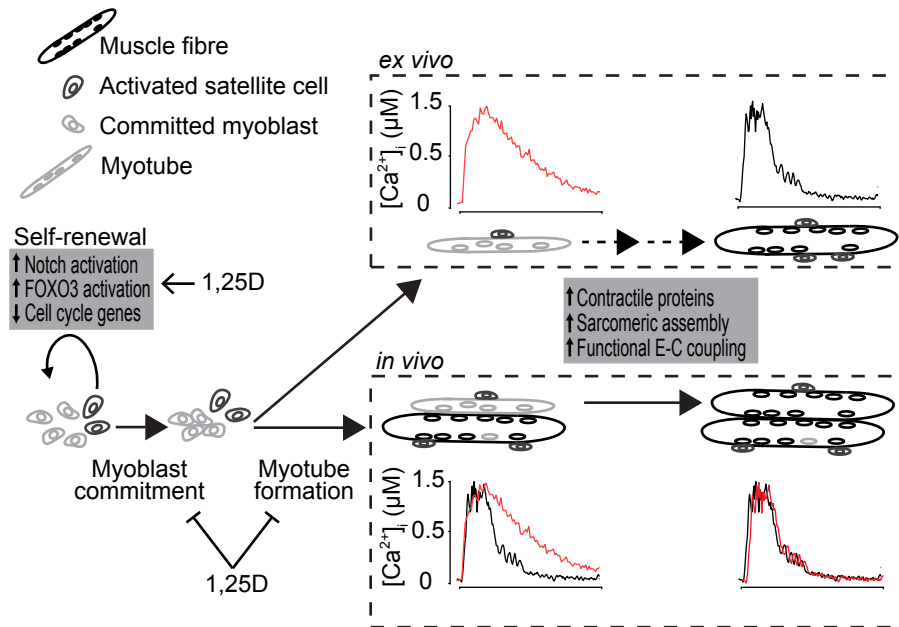 Muscle fibre
Activated satellite cell
Committed myoblast
Myotube
Self-renewal
↑ Notch activation
↑ FOXO3 activation
↓ Cell cycle genes
1,25D
Myoblast
commitment
Myotube
formation
1,25D
ex vivo
[Ca²⁺]ᵢ (μM)
1.5
0.5
0
↑ Contractile proteins
↑ Sarcomeric assembly
↑ Functional E-C coupling
in vivo
[Ca²⁺]ᵢ (μM)
1.5
0.5
0